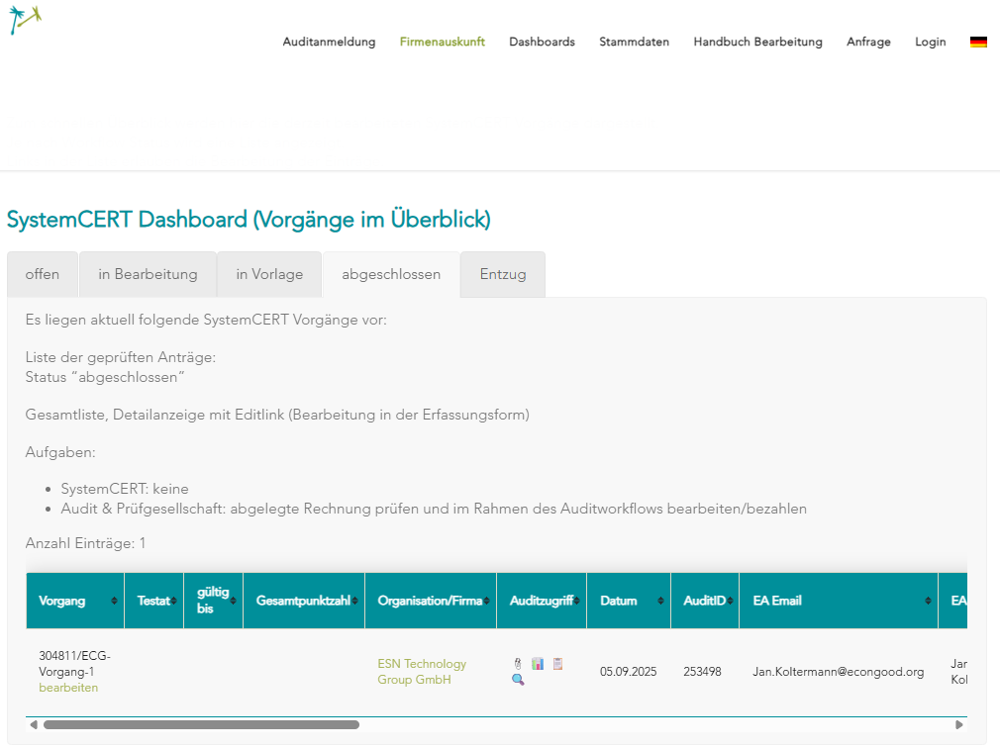 Auditanmeldung Firmenauskunft Dashboards Stammdaten Handbuch Bearbeitung Anfrage Login
SystemCERT Dashboard (Vorgänge im Überblick)
offen in Bearbeitung in Vorlage abgeschlossen Entzug
Es liegen aktuell folgende SystemCERT Vorgänge vor:
Liste der geprüften Anträge:
Status “abgeschlossen”
Gesamtliste, Detailanzeige mit Editlink (Bearbeitung in der Erfassungsform)
Aufgaben:
• SystemCERT: keine
• Audit & Prüfgesellschaft: abgelegte Rechnung prüfen und im Rahmen des Auditworkflows bearbeiten/bezahlen
Anzahl Einträge: 1
Vorgang Testat gültig bis Gesamtpunktzahl Organisation/Firma Auditzugriff Datum AuditID EA Email EA
304811/ECG-
Vorgang-1
bearbeiten
ESN Technology
Group GmbH
05.09.2025
253498
Jan.Koltermann@econgood.org
Jan
Kol